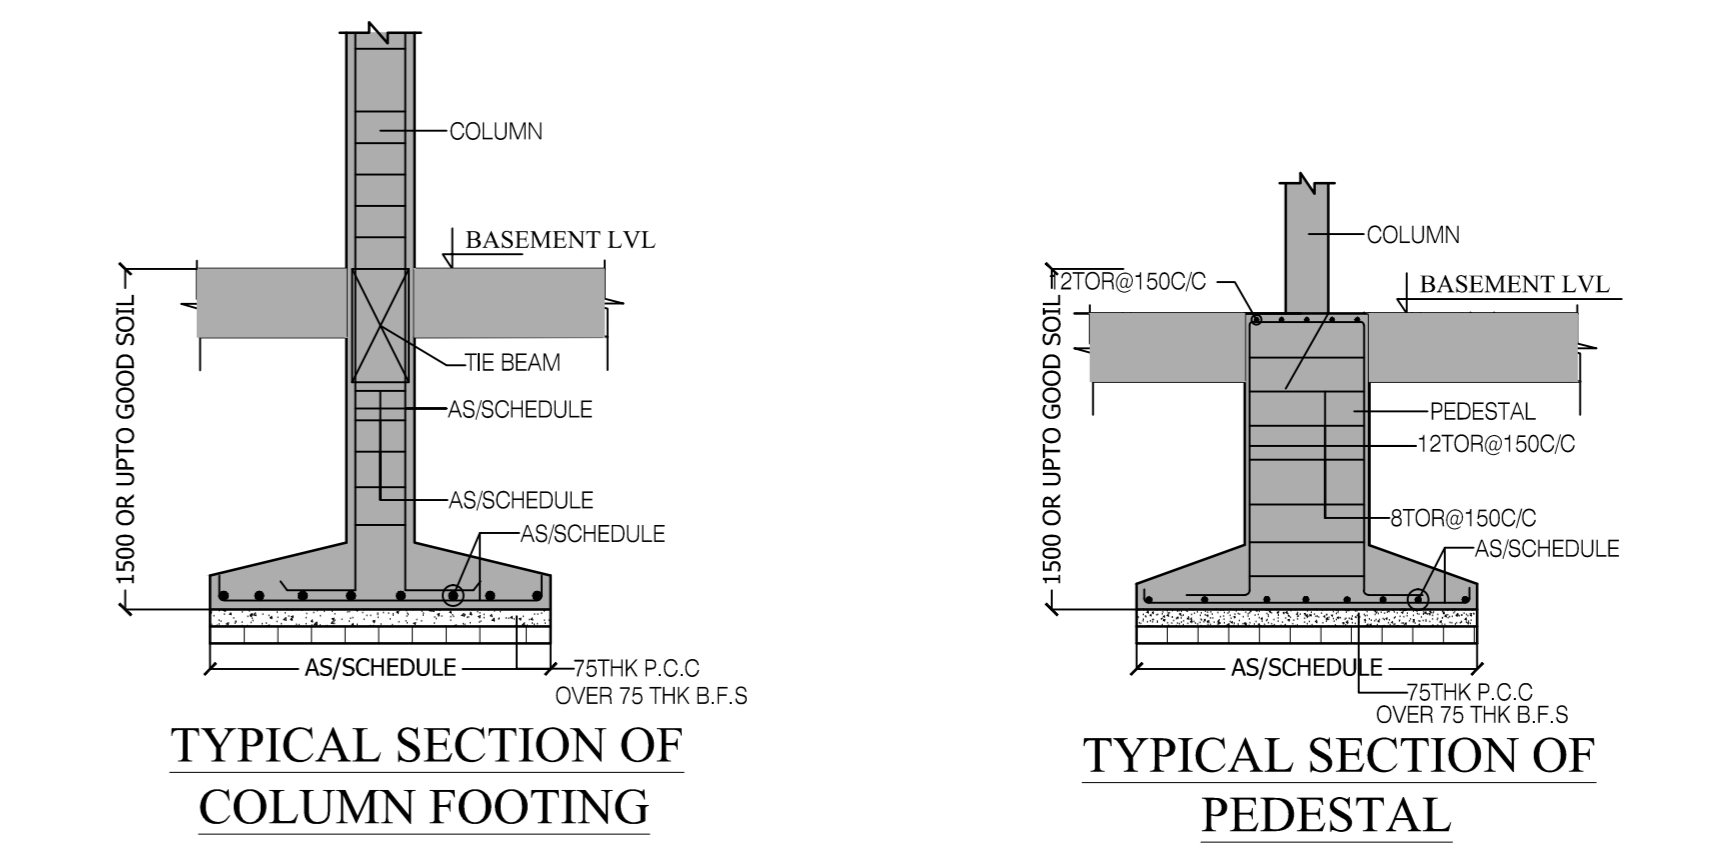 COLUMN
BASEMENT LVL
TIE BEAM
AS/SCHEDULE
AS/SCHEDULE
AS/SCHEDULE
1500 OR UPTO GOOD SOIL
AS/SCHEDULE
75THK P.C.C
OVER 75 THK B.F.S
TYPICAL SECTION OF
COLUMN FOOTING
COLUMN
12TOR@150C/C
BASEMENT LVL
PEDESTAL
12TOR@150C/C
8TOR@150C/C
AS/SCHEDULE
1500 OR UPTO GOOD SOIL
AS/SCHEDULE
75THK P.C.C
OVER 75 THK B.F.S
TYPICAL SECTION OF
PEDESTAL